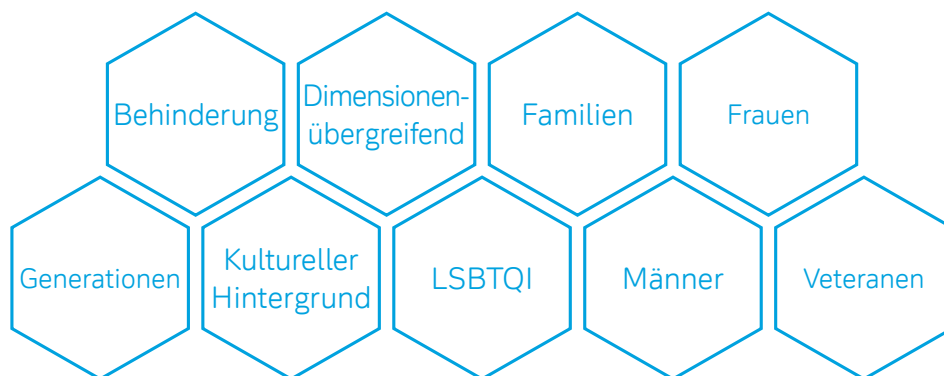 Behinderung
Dimensionen-
übergreifend
Familien
Frauen
Generationen
Kultureller
Hintergrund
LSBTQI
Männer
Veteranen